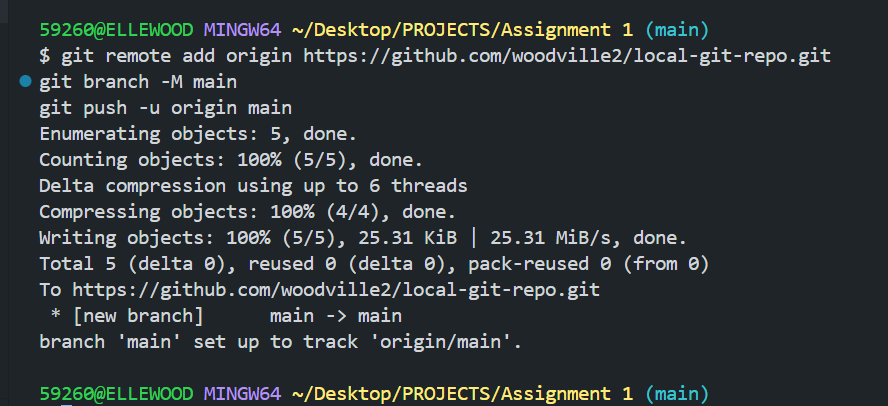 59260@ELLEWOOD MINGW64 ~/Desktop/PROJECTS/Assignment 1 (main)
$ git remote add origin https://github.com/woodville2/local-git-repo.git
git branch -M main
git push -u origin main
Enumerating objects: 5, done.
Counting objects: 100% (5/5), done.
Delta compression using up to 6 threads
Compressing objects: 100% (4/4), done.
Writing objects: 100% (5/5), 25.31 KiB | 25.31 MiB/s, done.
Total 5 (delta 0), reused 0 (delta 0), pack-reused 0 (from 0)
To https://github.com/woodville2/local-git-repo.git
 * [new branch]      main -> main
branch 'main' set up to track 'origin/main'.
59260@ELLEWOOD MINGW64 ~/Desktop/PROJECTS/Assignment 1 (main)